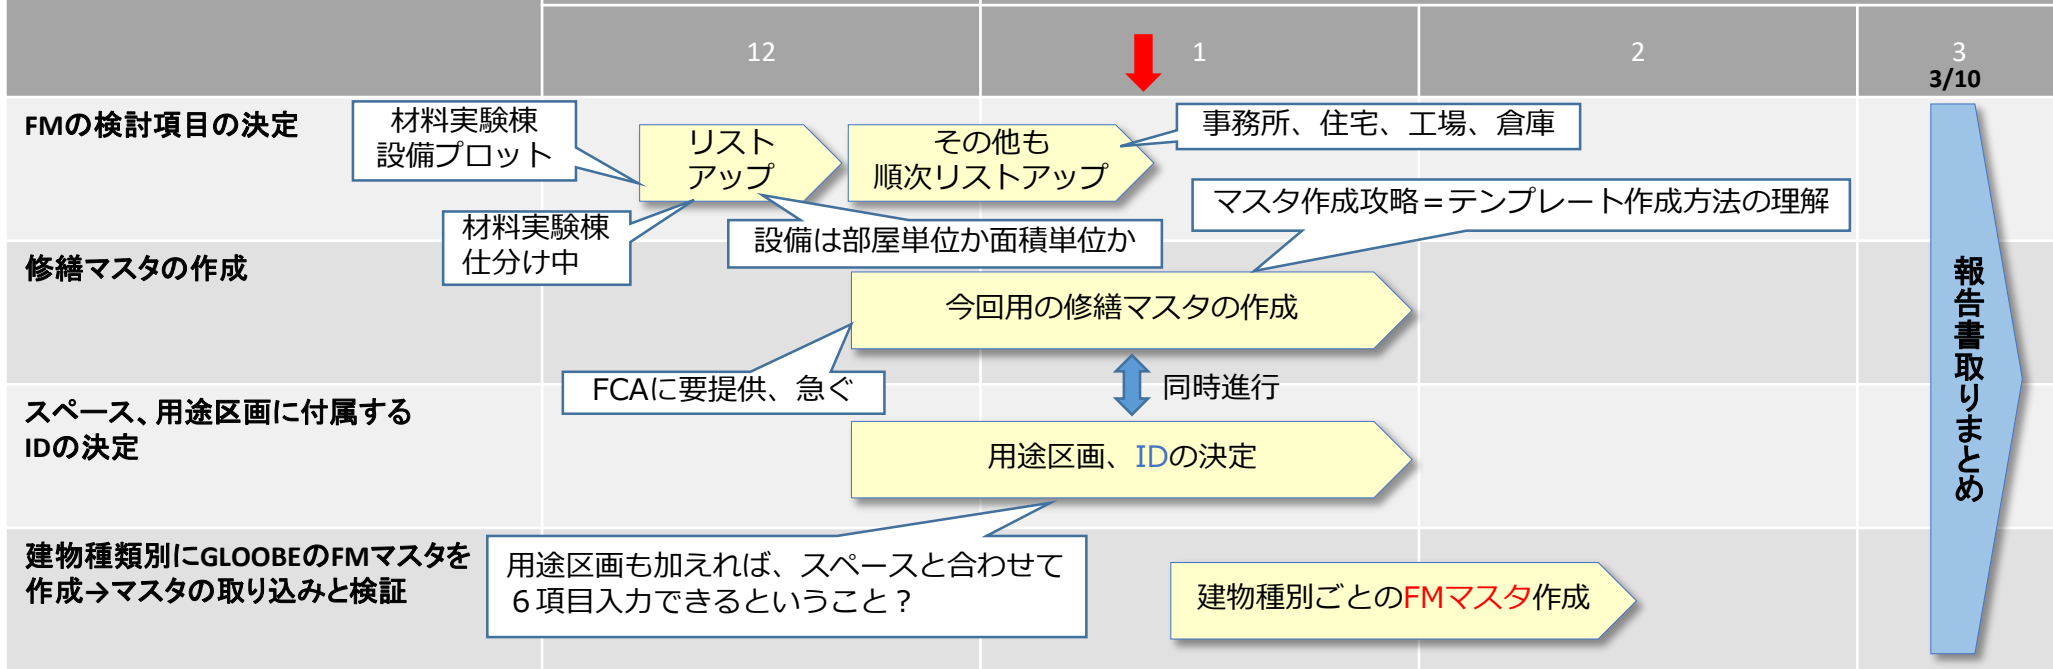 12
1
2
3
3/10
FMの検討項目の決定
材料実験棟
設備プロット
リスト
アップ
その他も
順次リストアップ
事務所、住宅、工場、倉庫
マスタ作成攻略＝テンプレート作成方法の理解
材料実験棟
仕分け中
設備は部屋単位か面積単位か
修繕マスタの作成
今回用の修繕マスタの作成
FCAに要提供、急ぐ
同時進行
スペース、用途区画に付属する
IDの決定
用途区画、IDの決定
建物種類別にGLOOBEのFMマスタを
作成→マスタの取り込みと検証
用途区画も加えれば、スペースと合わせて
６項目入力できるということ？
建物種別ごとのFMマスタ作成
報告書取りまとめ